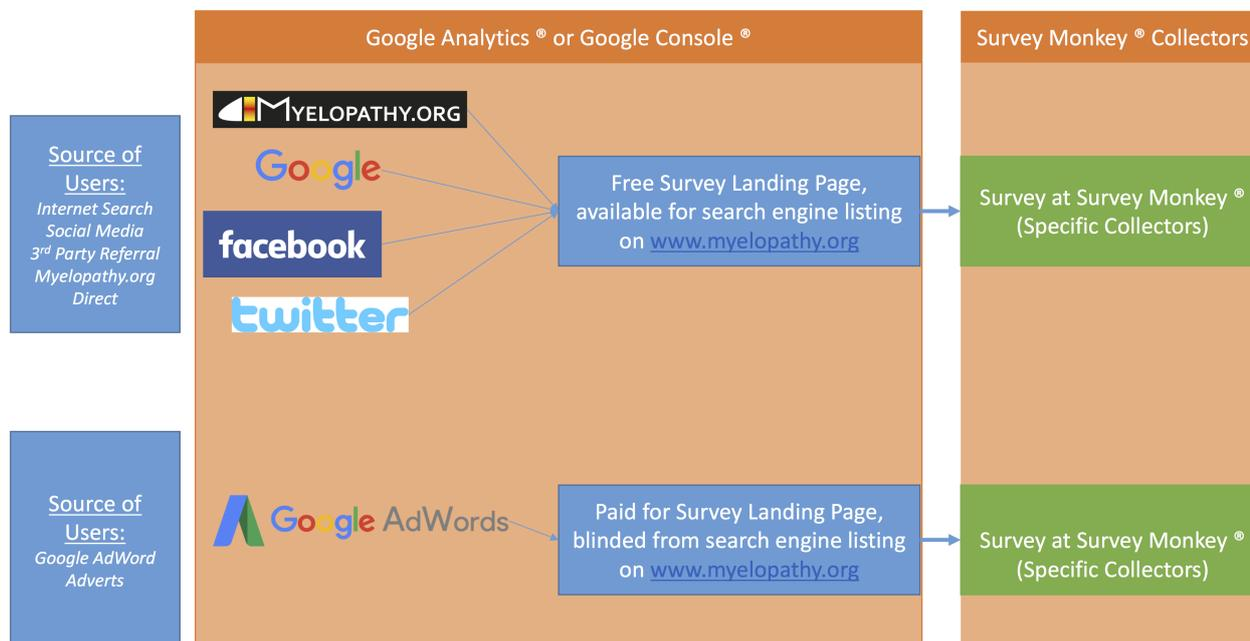 Google Analytics ® or Google Console ®
Survey Monkey ® Collectors
Source of
Users:
Internet Search
Social Media
3rd Party Referral
Myelopathy.org
Direct
MYELOPATHY.ORG
Google
facebook
twitter
Free Survey Landing Page,
available for search engine listing
on www.myelopathy.org
Survey at Survey Monkey ®
(Specific Collectors)
Source of
Users:
Google AdWord
Adverts
Google AdWords
Paid for Survey Landing Page,
blinded from search engine listing
on www.myelopathy.org
Survey at Survey Monkey ®
(Specific Collectors)